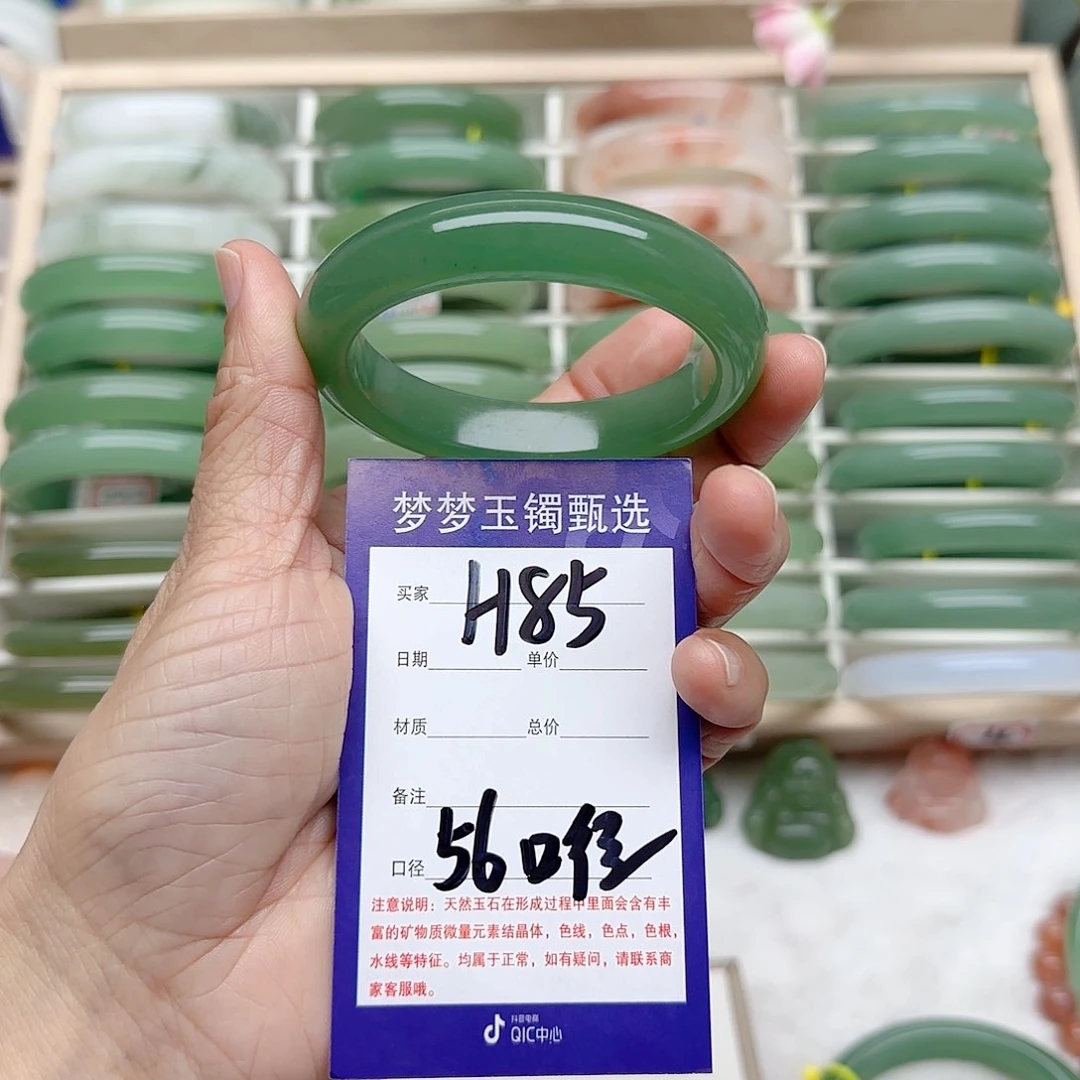 梦梦玉镯甄选
买家 H85
日期 单价
材质 总价
备注
口径 56口径
注意说明：天然玉石在形成过程中里面会含有丰
富的矿物质微量元素结晶体，色线，色点，色根，
水线等特征。均属于正常，如有疑问，请联系商
家客服哦。
抖音电商
QIC中心